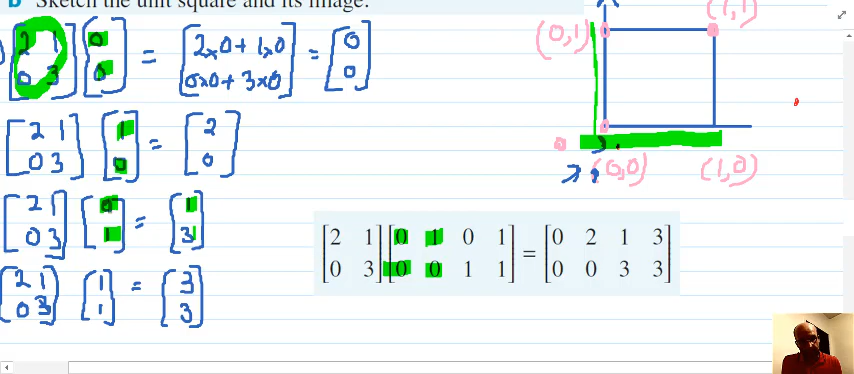 b Sketch the unit square and its image.
[2 1 0 3] [0 0] = [2×0 + 1×0 0×0 + 3×0] = [0 0]
[2 1 0 3] [1 0] = [2 0]
[2 1 0 3] [0 1] = [1 3]
[2 1 0 3] [1 1] = [3 3]
(0,1)
(1,1)
(0,0)
(1,0)
[2 1 0 3] [0 1 0 1 0 0 1 1] = [0 2 1 3 0 0 3 3]